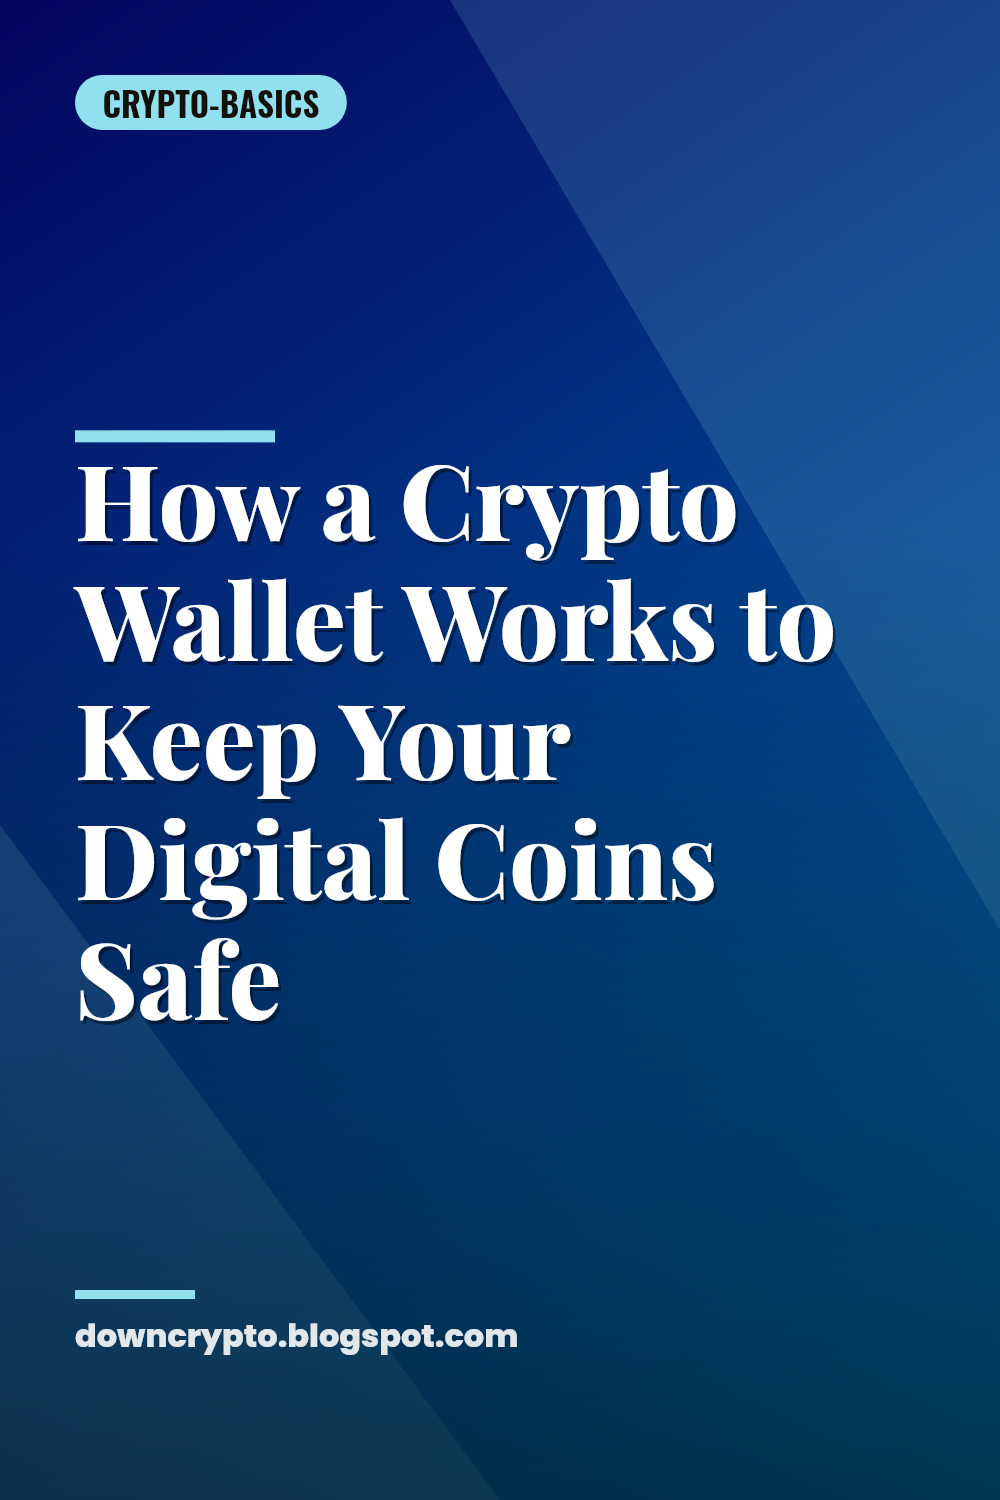 CRYPTO-BASICS
How a Crypto
Wallet Works to
Keep Your
Digital Coins
Safe
downcrypto.blogspot.com